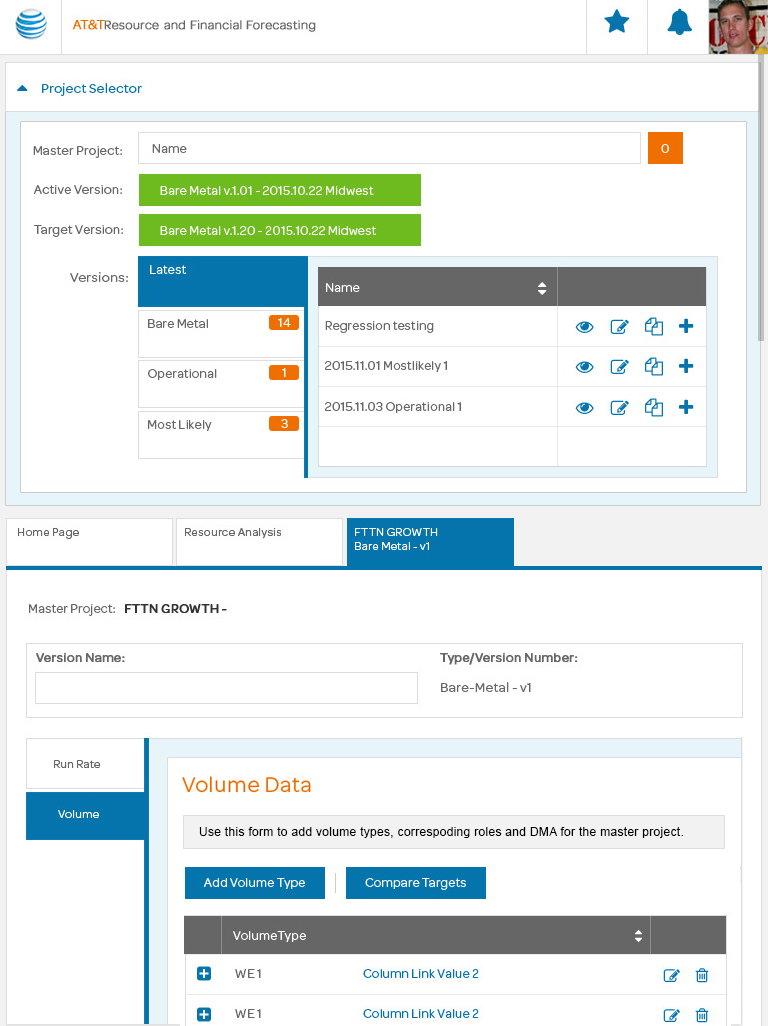 AT&TResource and Financial Forecasting
Project Selector
Master Project:
Name
0
Active Version:
Bare Metal v.1.01 - 2015.10.22 Midwest
Target Version:
Bare Metal v.1.20 - 2015.10.22 Midwest
Versions:
Latest
Bare Metal
14
Operational
1
Most Likely
3
Name
Regression testing
2015.11.01 Mostlikely 1
2015.11.03 Operational 1
Home Page
Resource Analysis
FTTN GROWTH
Bare Metal - v1
Master Project: FTTN GROWTH -
Version Name:
Type/Version Number:
Bare-Metal - v1
Run Rate
Volume
Volume Data
Use this form to add volume types, correspoding roles and DMA for the master project.
Add Volume Type
Compare Targets
VolumeType
WE 1
Column Link Value 2
WE 1
Column Link Value 2